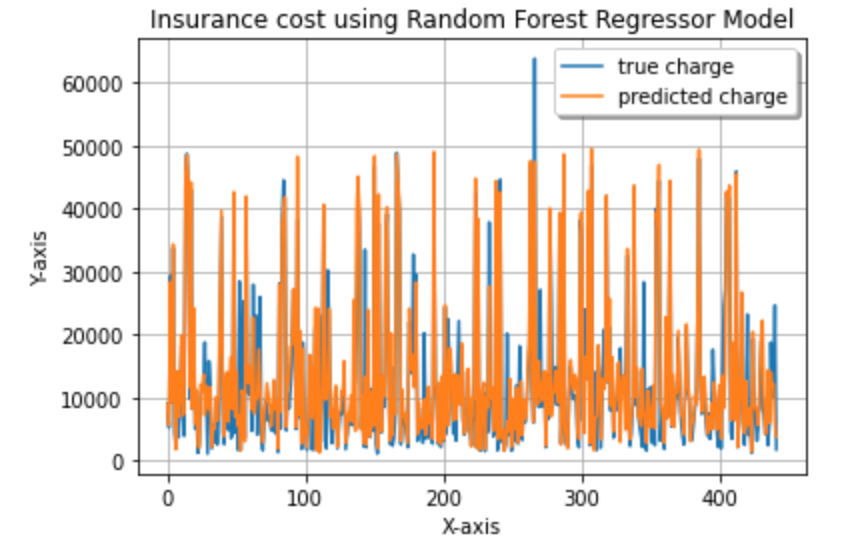 Insurance cost using Random Forest Regressor Model
true charge
predicted charge
60000
50000
40000
30000
20000
10000
0
Y-axis
0 100 200 300 400
X-axis